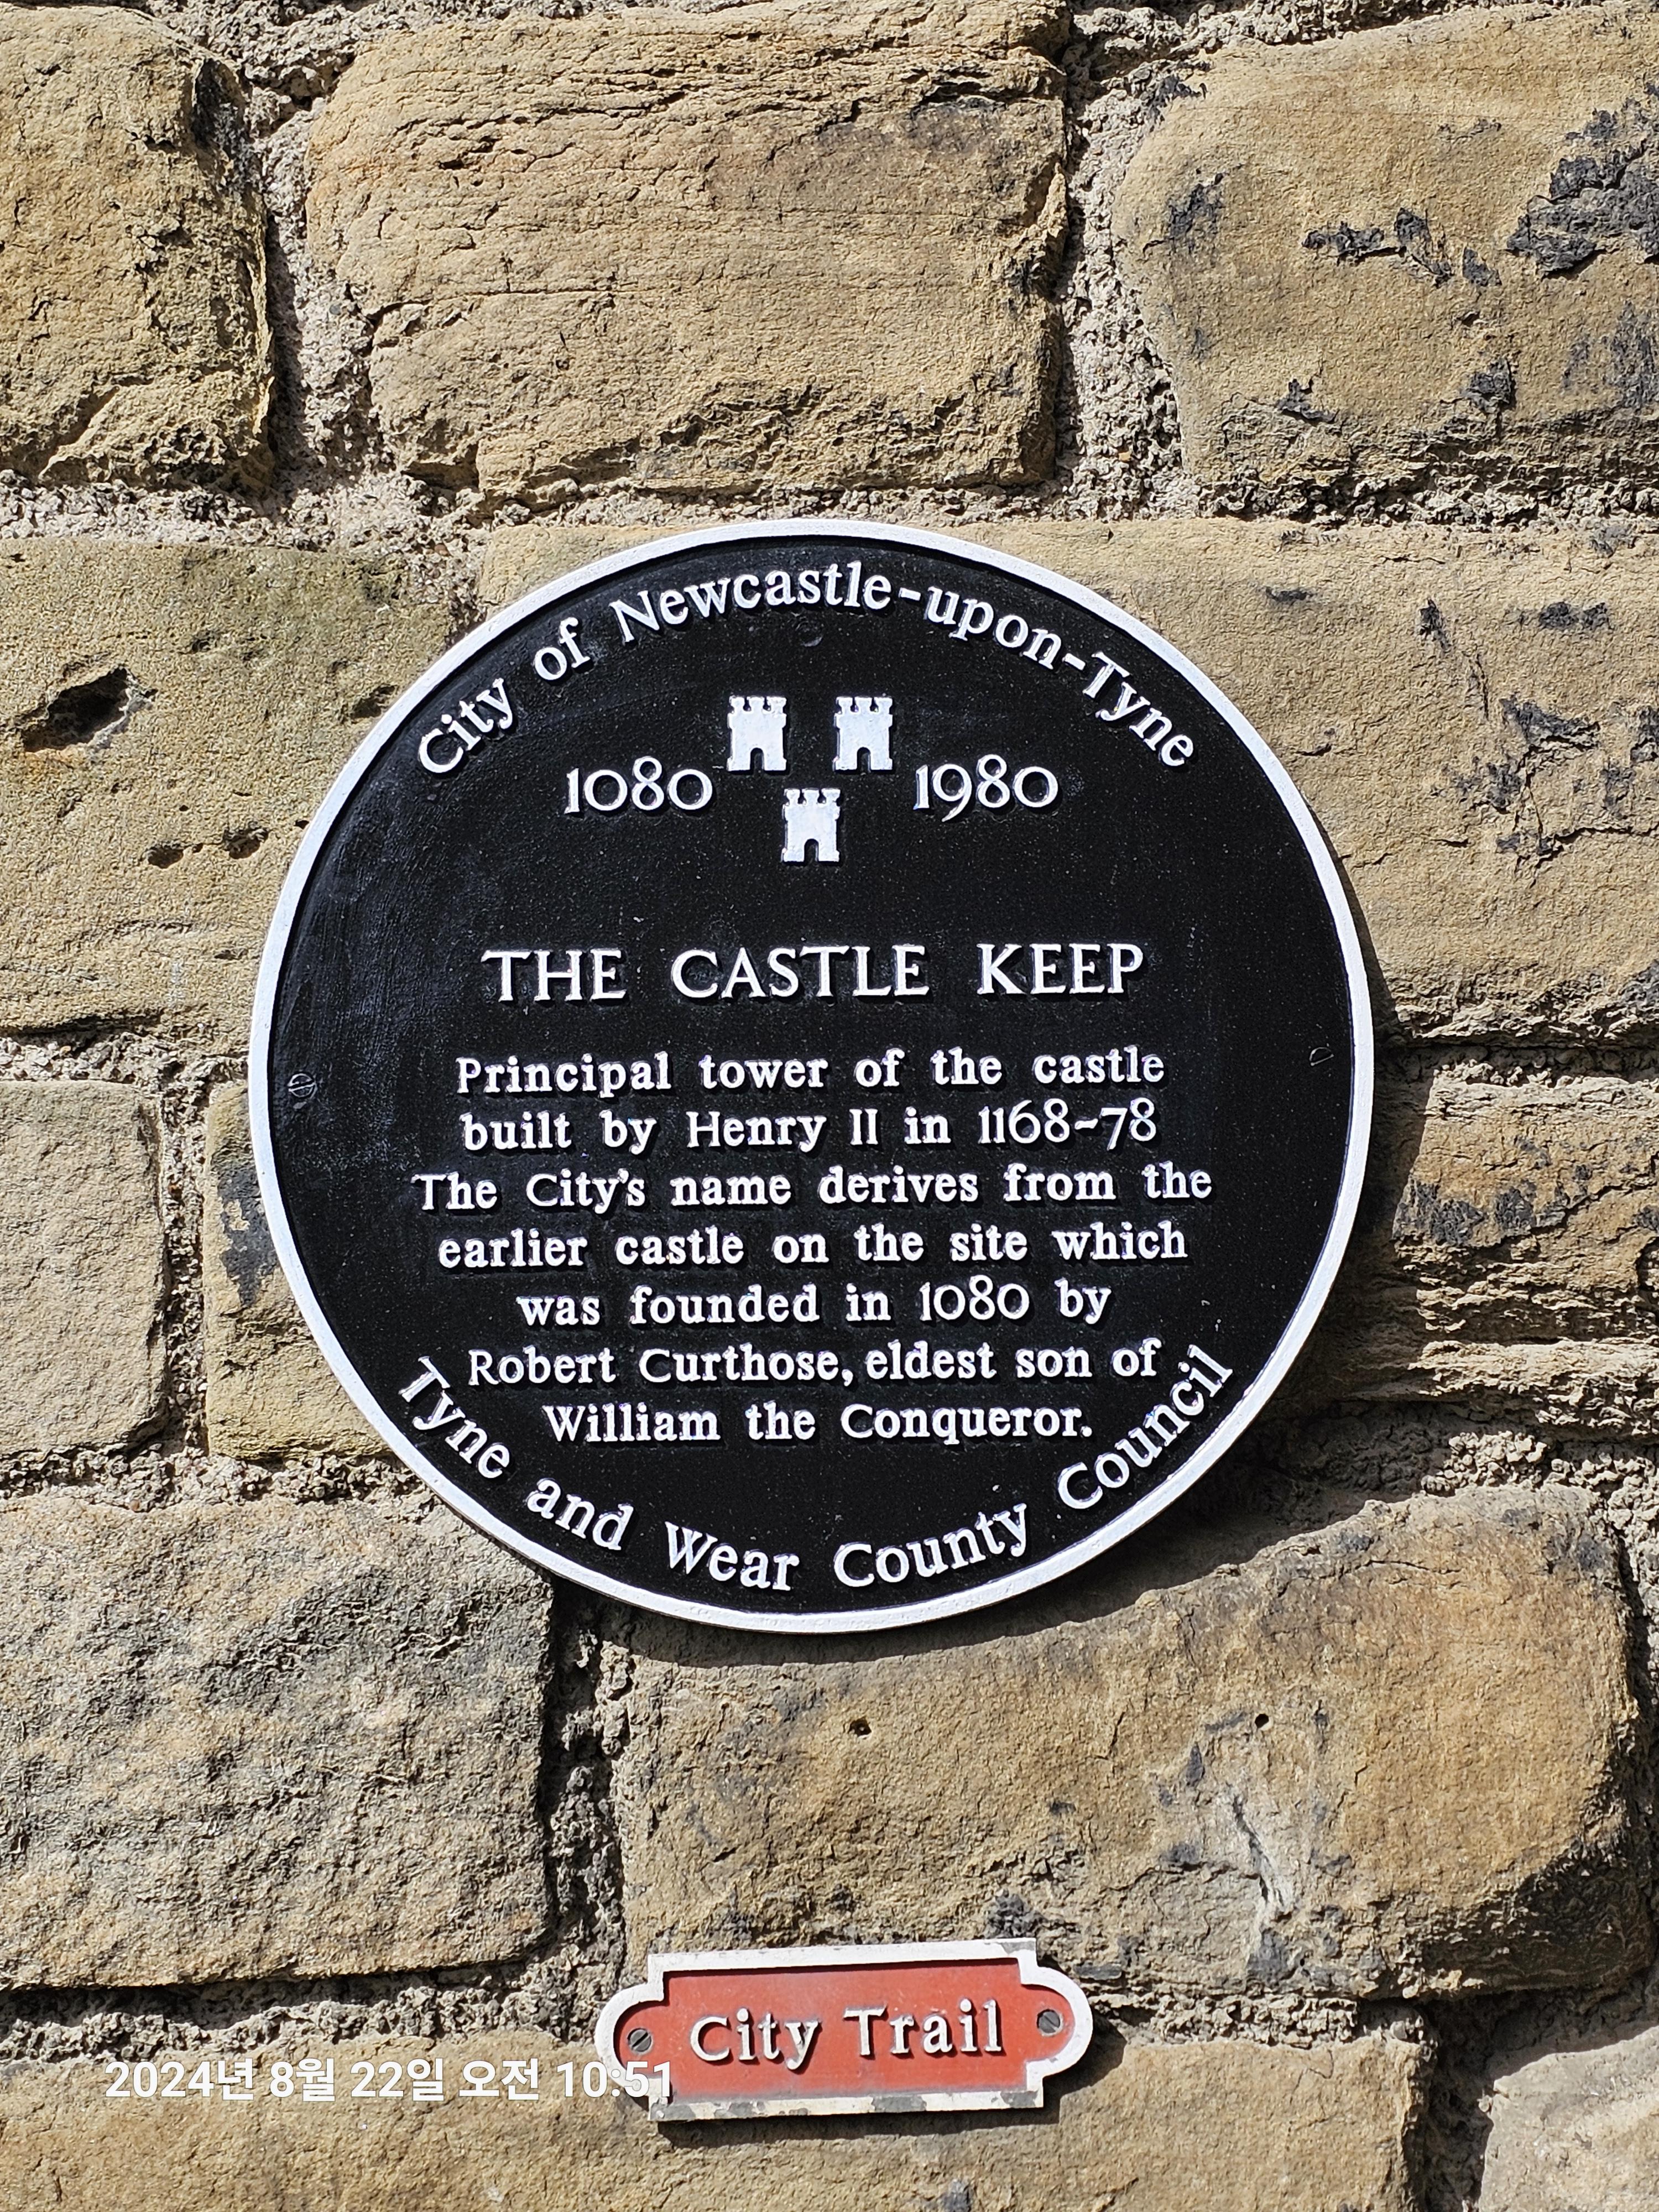 City of Newcastle-upon-Tyne
1080 1980
THE CASTLE KEEP
Principal tower of the castle
built by Henry II in 1168-78
The City's name derives from the
earlier castle on the site which
was founded in 1080 by
Robert Curthose, eldest son of
William the Conqueror.
Tyne and Wear County Council
City Trail
2024년 8월 22일 오전 10:51